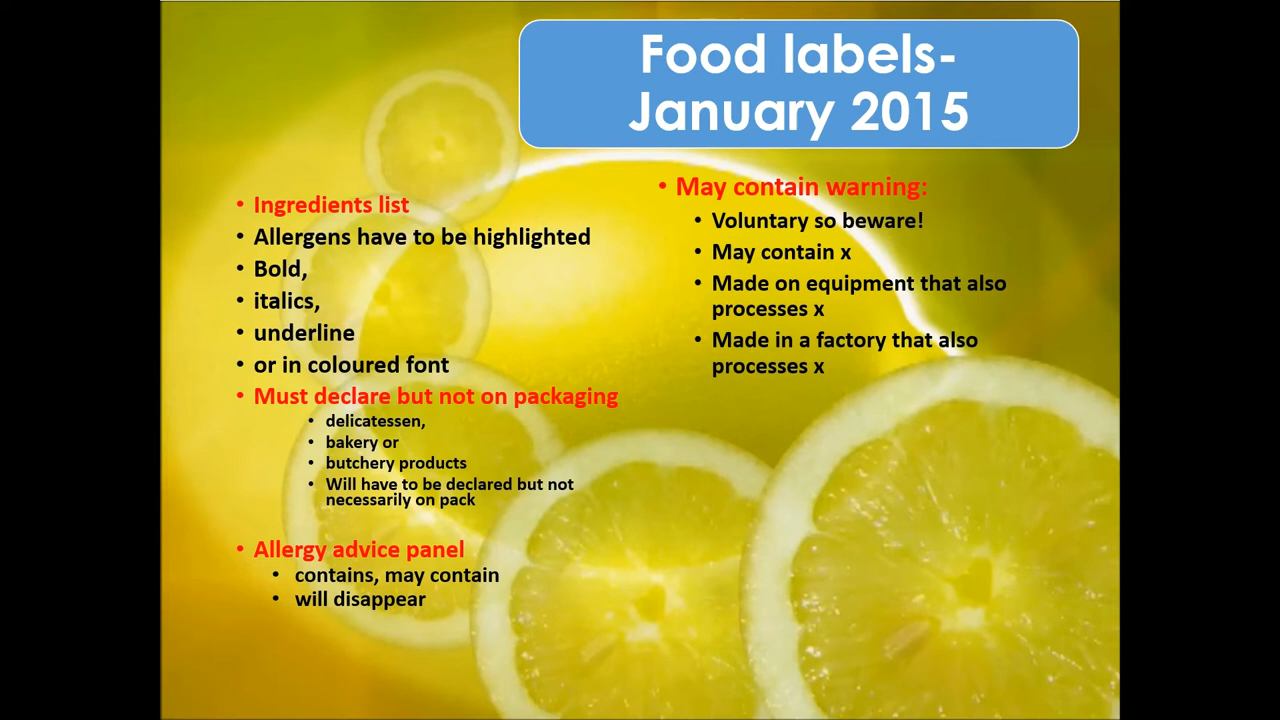 Food labels-
January 2015
• Ingredients list
• Allergens have to be highlighted
• Bold,
• italics,
• underline
• or in coloured font
• Must declare but not on packaging
• delicatessen,
• bakery or
• butchery products
• Will have to be declared but not
necessarily on pack
• Allergy advice panel
• contains, may contain
• will disappear
• May contain warning:
• Voluntary so beware!
• May contain x
• Made on equipment that also
processes x
• Made in a factory that also
processes x